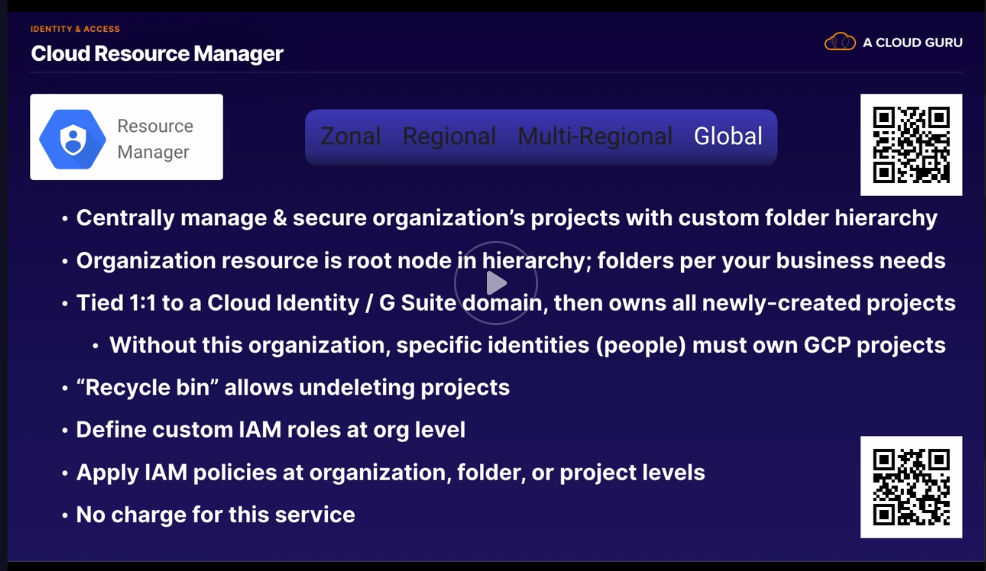 IDENTITY & ACCESS
Cloud Resource Manager
A CLOUD GURU
Resource
Manager
Zonal Regional Multi-Regional Global
• Centrally manage & secure organization’s projects with custom folder hierarchy
• Organization resource is root node in hierarchy; folders per your business needs
• Tied 1:1 to a Cloud Identity / G Suite domain, then owns all newly-created projects
• Without this organization, specific identities (people) must own GCP projects
• “Recycle bin” allows undeleting projects
• Define custom IAM roles at org level
• Apply IAM policies at organization, folder, or project levels
• No charge for this service